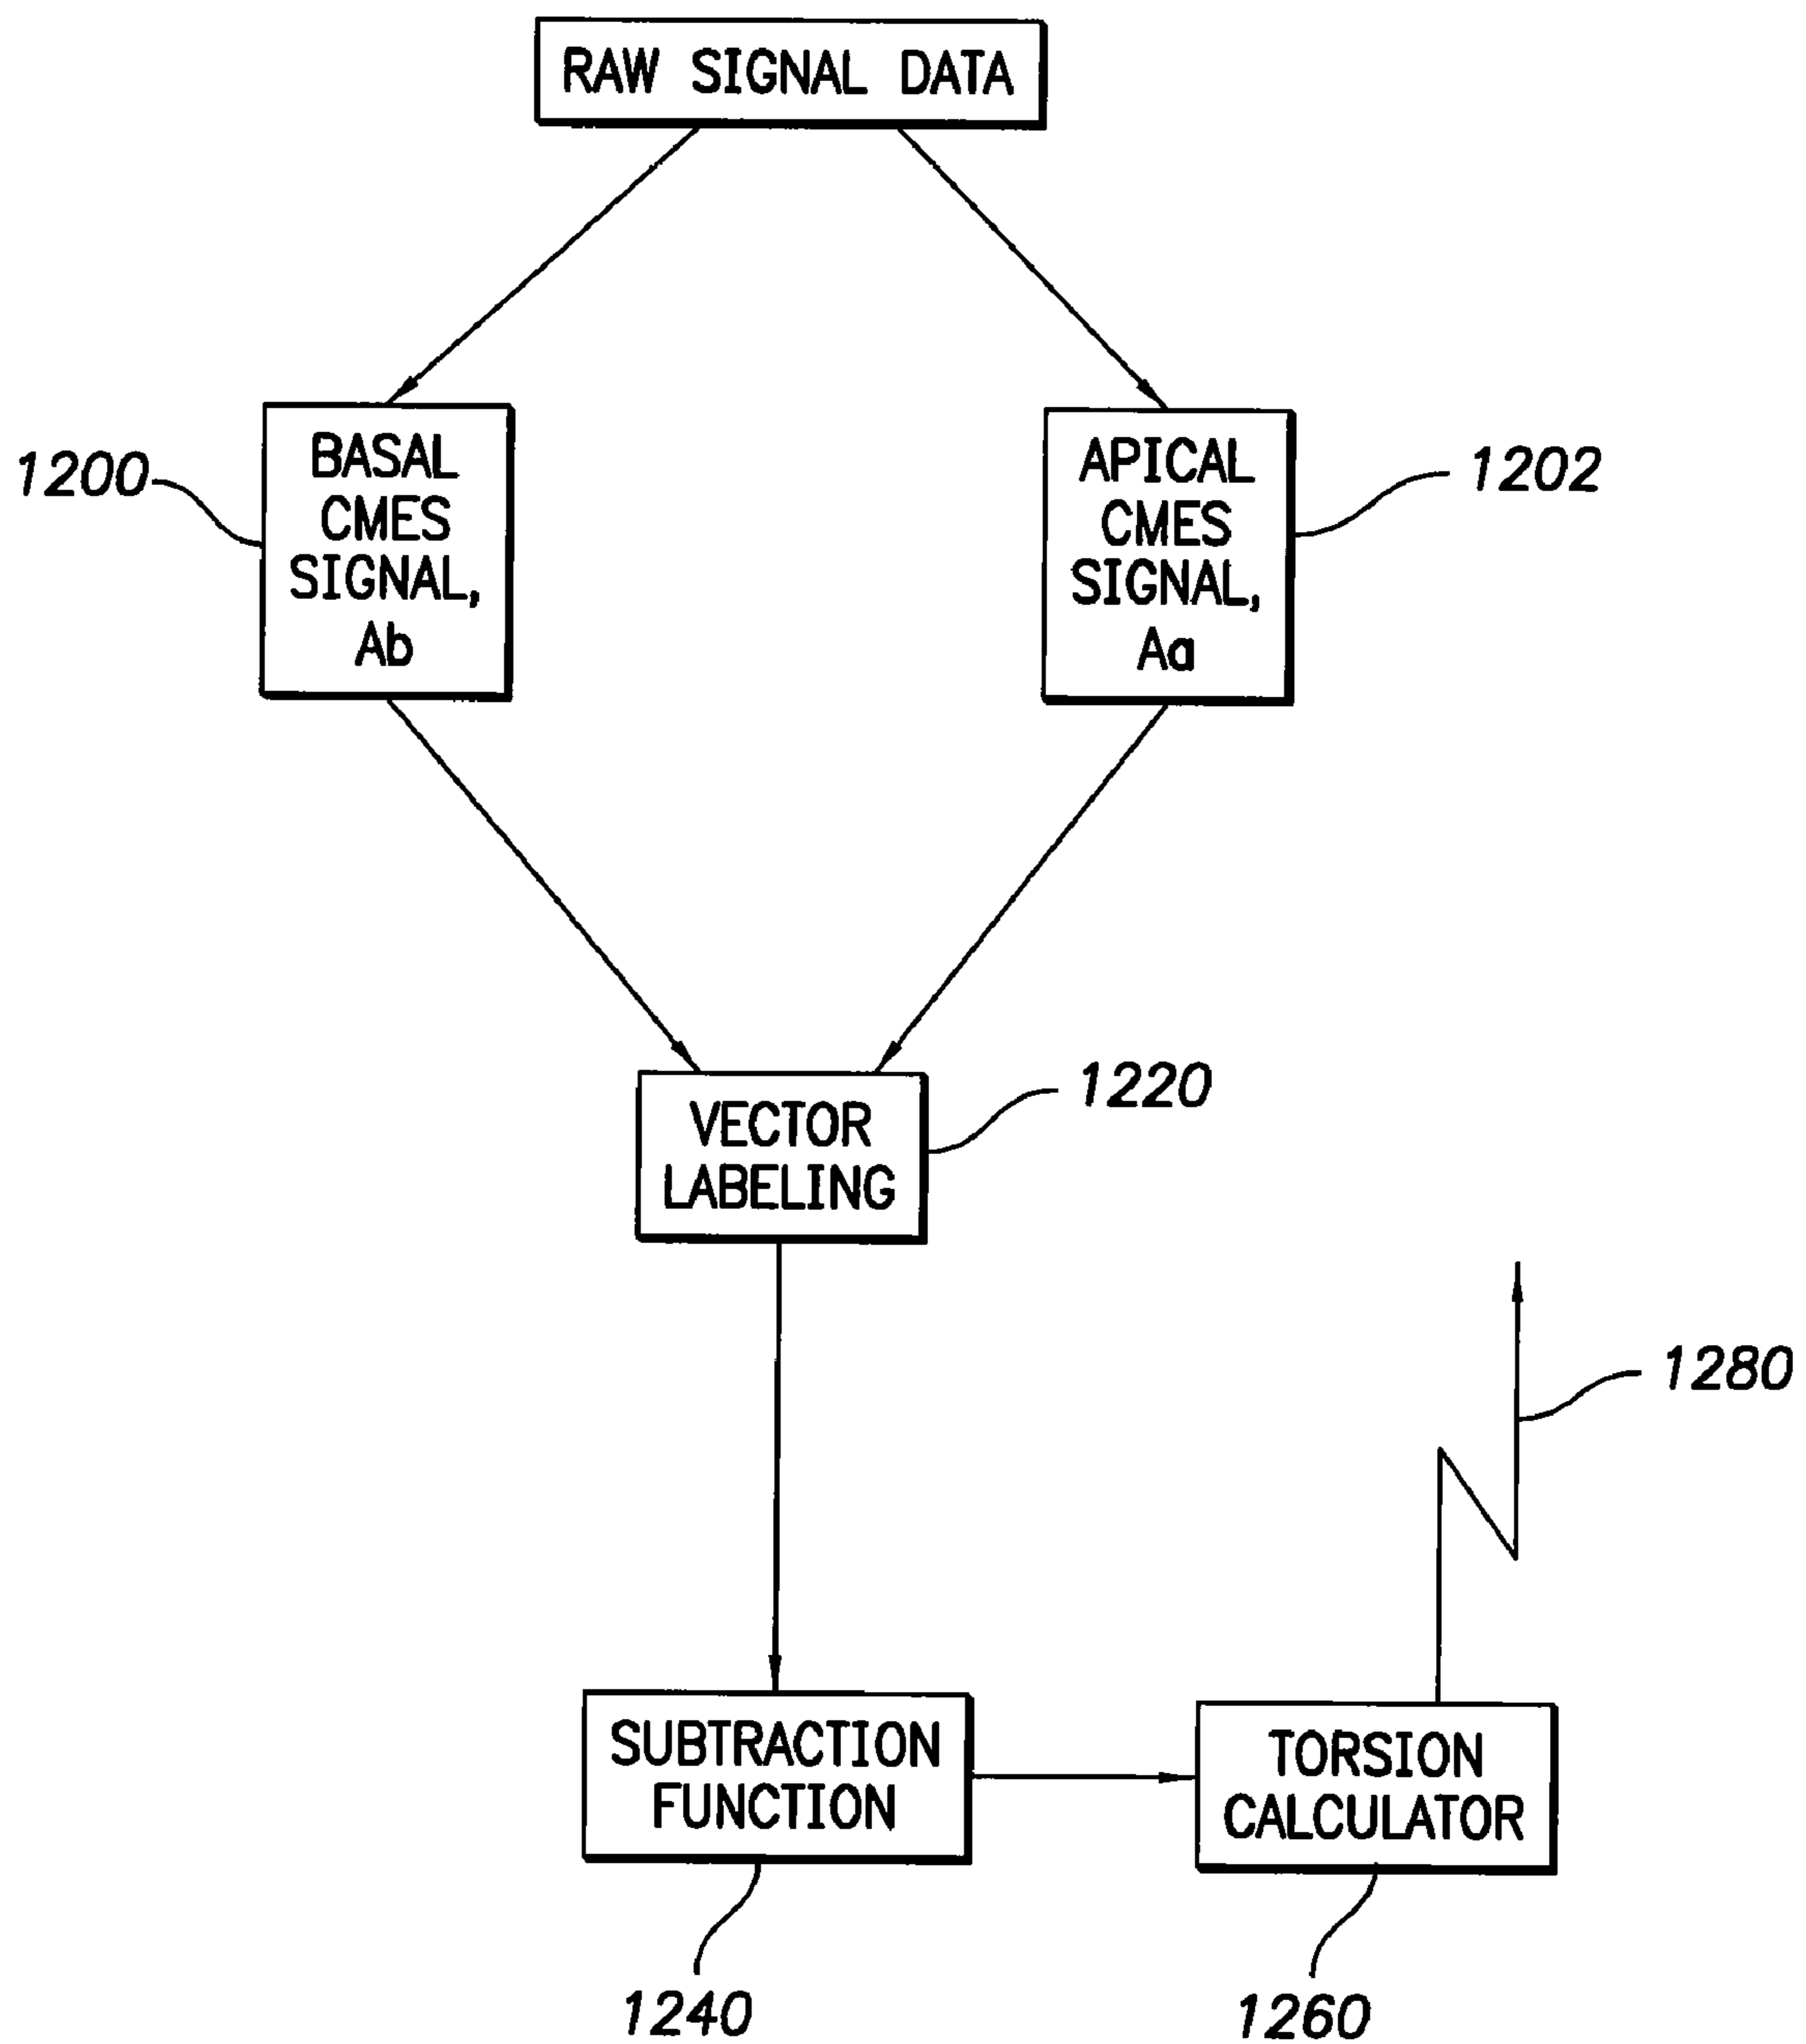 RAW SIGNAL DATA
1200
BASAL
CMES
SIGNAL,
Ab
APICAL
CMES
SIGNAL,
Aa
1202
VECTOR
LABELING
1220
1280
SUBTRACTION
FUNCTION
TORSION
CALCULATOR
1240
1260